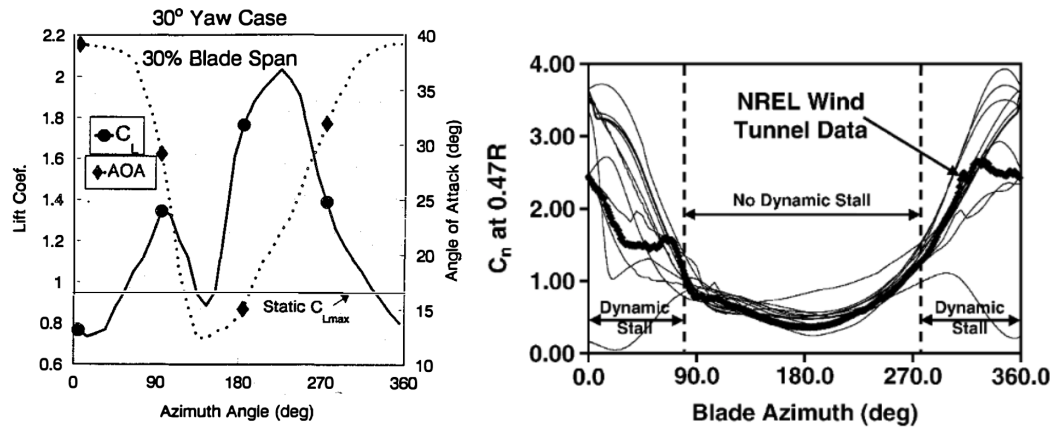 30° Yaw Case
30% Blade Span
2.2
2
1.8
1.6
1.4
1.2
1
0.8
0.6
Lift Coef.
C_L
AOA
Static C_Lmax
40
35
30
25
20
15
10
Angle of Attack (deg)
0
90
180
270
360
Azimuth Angle (deg)
4.00
3.00
2.00
1.00
0.00
C_n at 0.47R
NREL Wind
Tunnel Data
No Dynamic Stall
Dynamic
Stall
Dynamic
Stall
0.0
90.0
180.0
270.0
360.0
Blade Azimuth (deg)